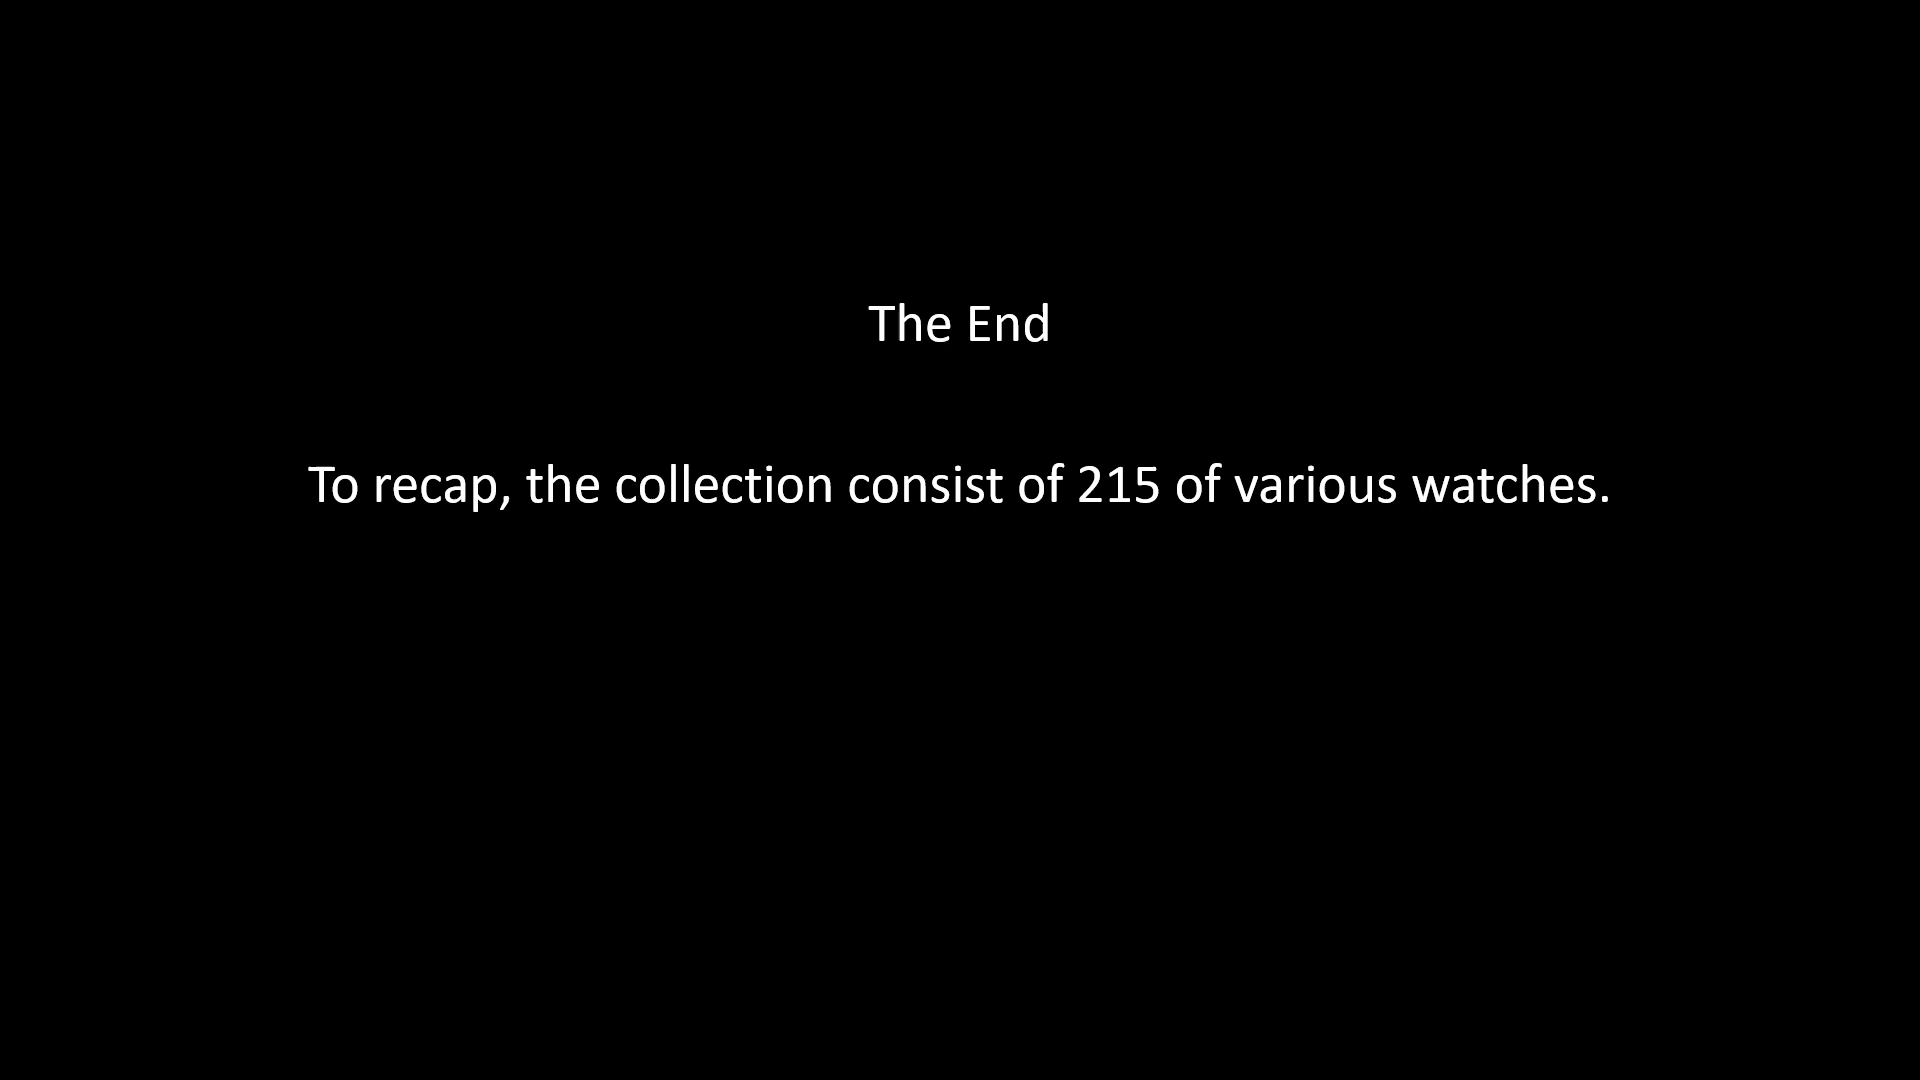 The End
To recap, the collection consist of 215 of various watches.